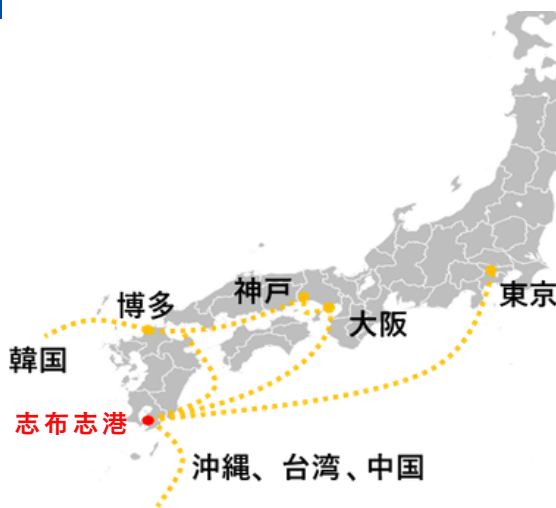 神戸
東京
博多
大阪
韓国
志布志港
沖縄、台湾、中国